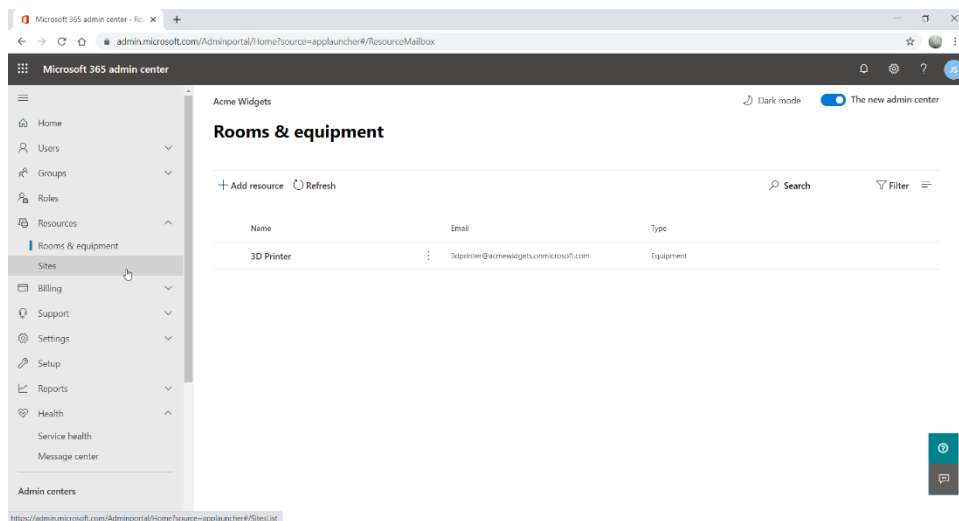 Microsoft 365 admin center - Ro
admin.microsoft.com/Adminportal/Home?source=applauncher#/ResourceMailbox
Microsoft 365 admin center
JS
Acme Widgets
Dark mode
The new admin center
Rooms & equipment
Add resource
Refresh
Search
Filter
Name Email Type
3D Printer 3dprinter@acmewidgets.onmicrosoft.com Equipment
Home
Users
Groups
Roles
Resources
Rooms & equipment
Sites
Billing
Support
Settings
Setup
Reports
Health
Service health
Message center
Admin centers
https://admin.microsoft.com/Adminportal/Home?source=applauncher#/SitesList